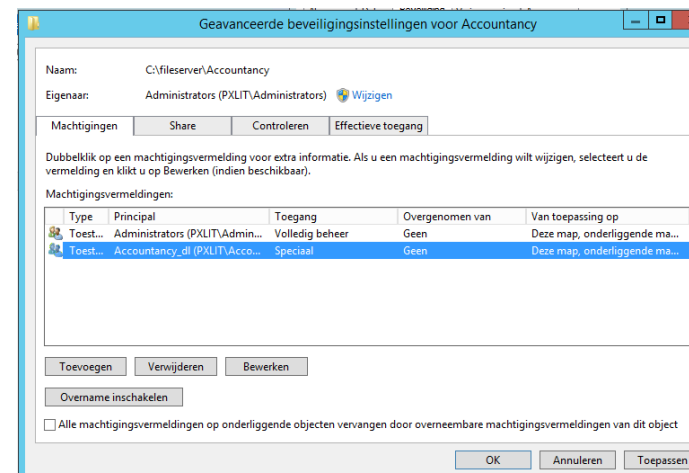 Geavanceerde beveiligingsinstellingen voor Accountancy
Naam: C:\fileserver\Accountancy
Eigenaar: Administrators (PXLIT\Administrators) Wijzigen
Machtigingen Share Controleren Effectieve toegang
Dubbelklik op een machtigingsvermelding voor extra informatie. Als u een machtigingsvermelding wilt wijzigen, selecteert u de
vermelding en klikt u op Bewerken (indien beschikbaar).
Machtigingsvermeldingen:
Type Principal Toegang Overgenomen van Van toepassing op
Toest... Administrators (PXLIT\Admin... Volledig beheer Geen Deze map, onderliggende ma...
Toest... Accountancy_dl (PXLIT\Acco... Speciaal Geen Deze map, onderliggende ma...
Toevoegen Verwijderen Bewerken
Overname inschakelen
Alle machtigingsvermeldingen op onderliggende objecten vervangen door overneembare machtigingsvermeldingen van dit object
OK Annuleren Toepassen